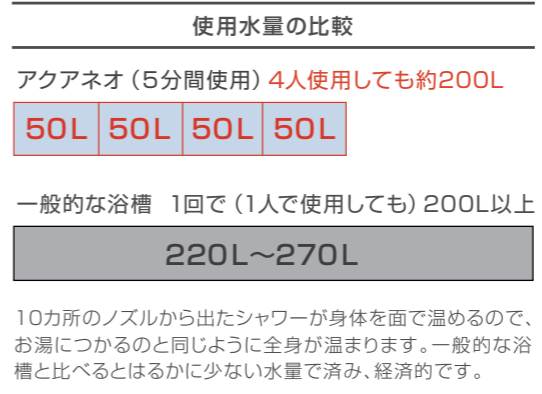 使用水量の比較
アクアネオ（5分間使用）4人使用しても約200L
50L 50L 50L 50L
一般的な浴槽 1回で（1人で使用しても）200L以上
220L〜270L
10カ所のノズルから出たシャワーが身体を面で温めるので、
お湯につかるのと同じように全身が温まります。一般的な浴
槽と比べるとはるかに少ない水量で済み、経済的です。